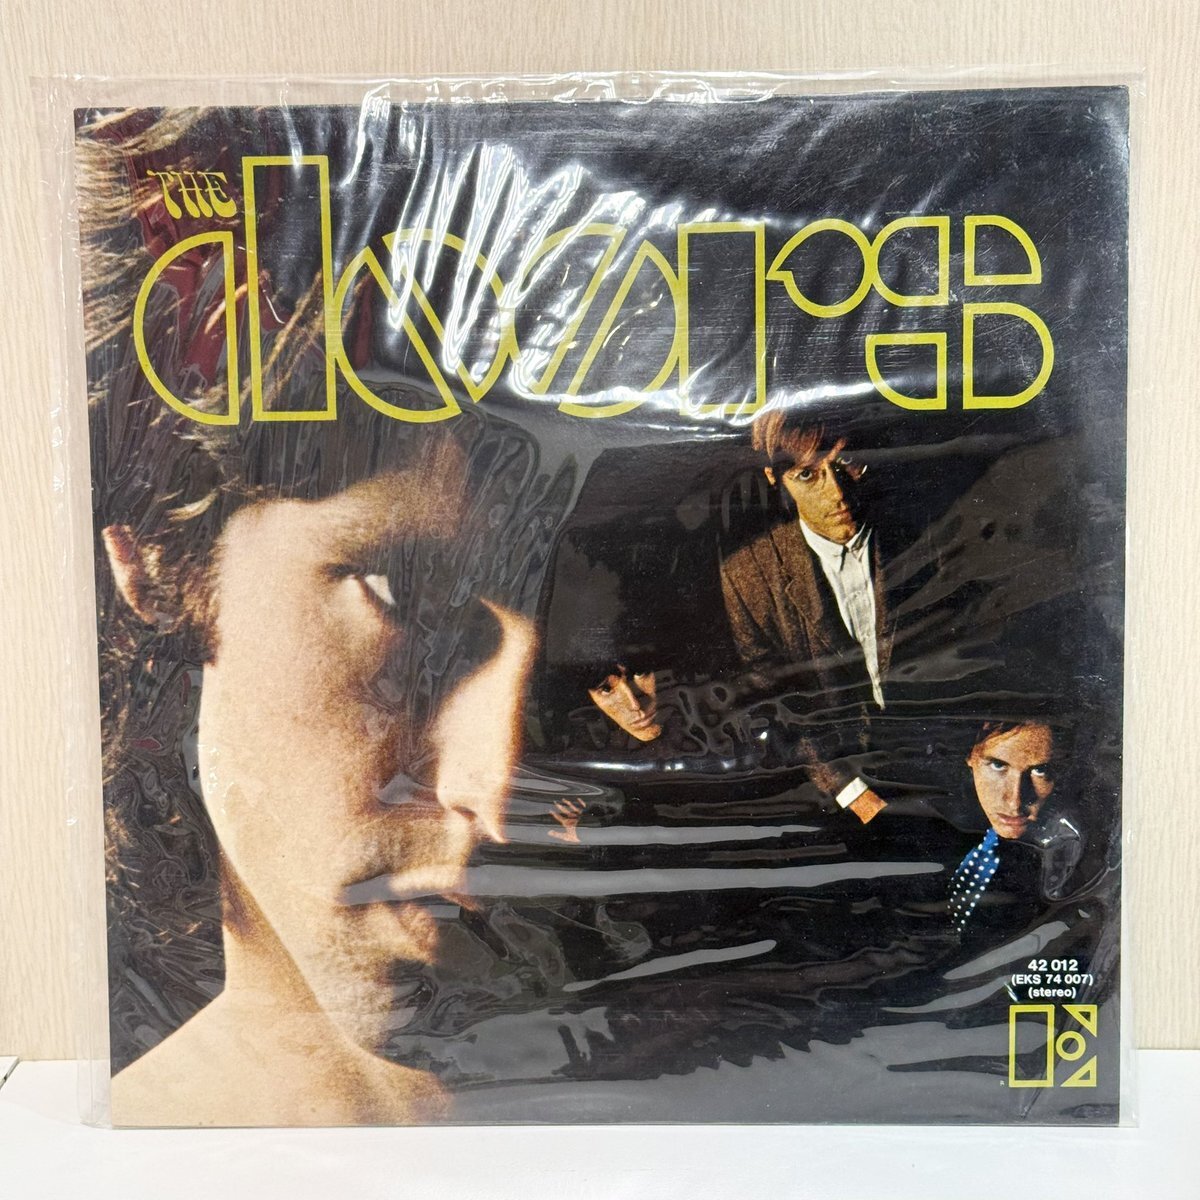 THE
doors
42 012
(EKS 74 007)
(stereo)
R